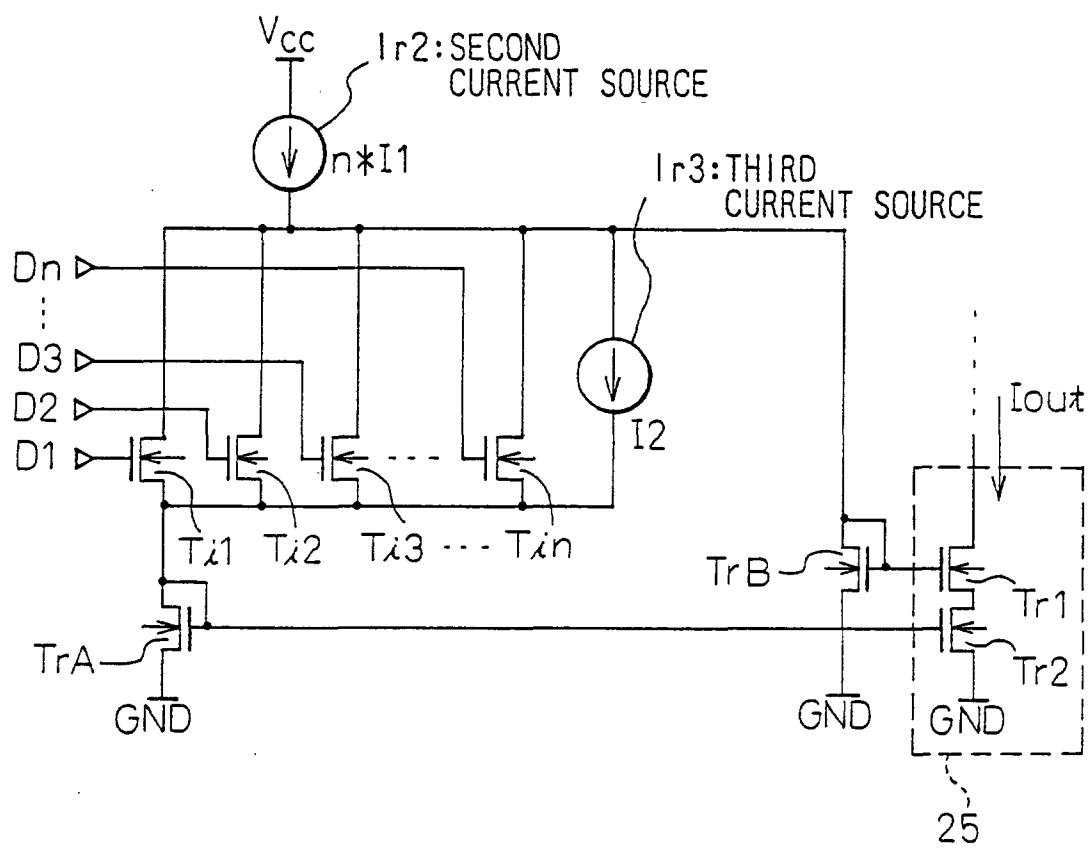 VCC
Ir2:SECOND
CURRENT SOURCE
n*I1
Ir3:THIRD
CURRENT SOURCE
Dn
D3
D2
D1
I2
Iout
Ti1
Ti2
Ti3
Tin
TrB
Tr1
TrA
Tr2
GND
GND
GND
25